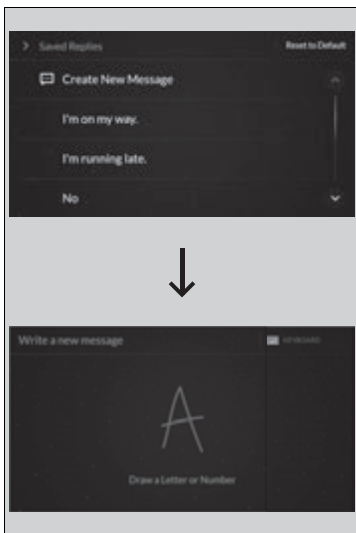 Saved Replies
Reset to Default
Create New Message
I'm on my way.
I'm running late.
No
Write a new message
KEYBOARD
A
Draw a Letter or Number